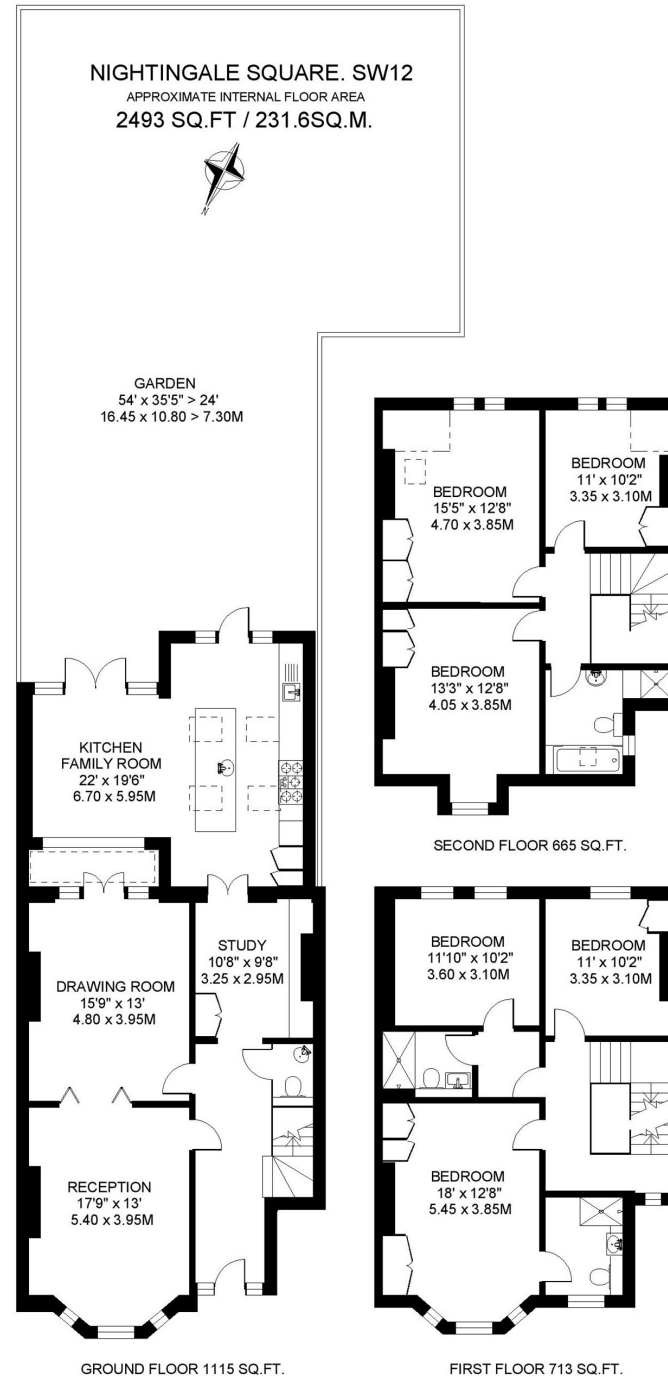 NIGHTINGALE SQUARE. SW12
APPROXIMATE INTERNAL FLOOR AREA
2493 SQ.FT / 231.6SQ.M.
N
GARDEN
54' x 35'5" > 24'
16.45 x 10.80 > 7.30M
KITCHEN
FAMILY ROOM
22' x 19'6"
6.70 x 5.95M
STUDY
10'8" x 9'8"
3.25 x 2.95M
DRAWING ROOM
15'9" x 13'
4.80 x 3.95M
RECEPTION
17'9" x 13'
5.40 x 3.95M
GROUND FLOOR 1115 SQ.FT.
BEDROOM
15'5" x 12'8"
4.70 x 3.85M
BEDROOM
11' x 10'2"
3.35 x 3.10M
BEDROOM
13'3" x 12'8"
4.05 x 3.85M
SECOND FLOOR 665 SQ.FT.
BEDROOM
11'10" x 10'2"
3.60 x 3.10M
BEDROOM
11' x 10'2"
3.35 x 3.10M
BEDROOM
18' x 12'8"
5.45 x 3.85M
FIRST FLOOR 713 SQ.FT.